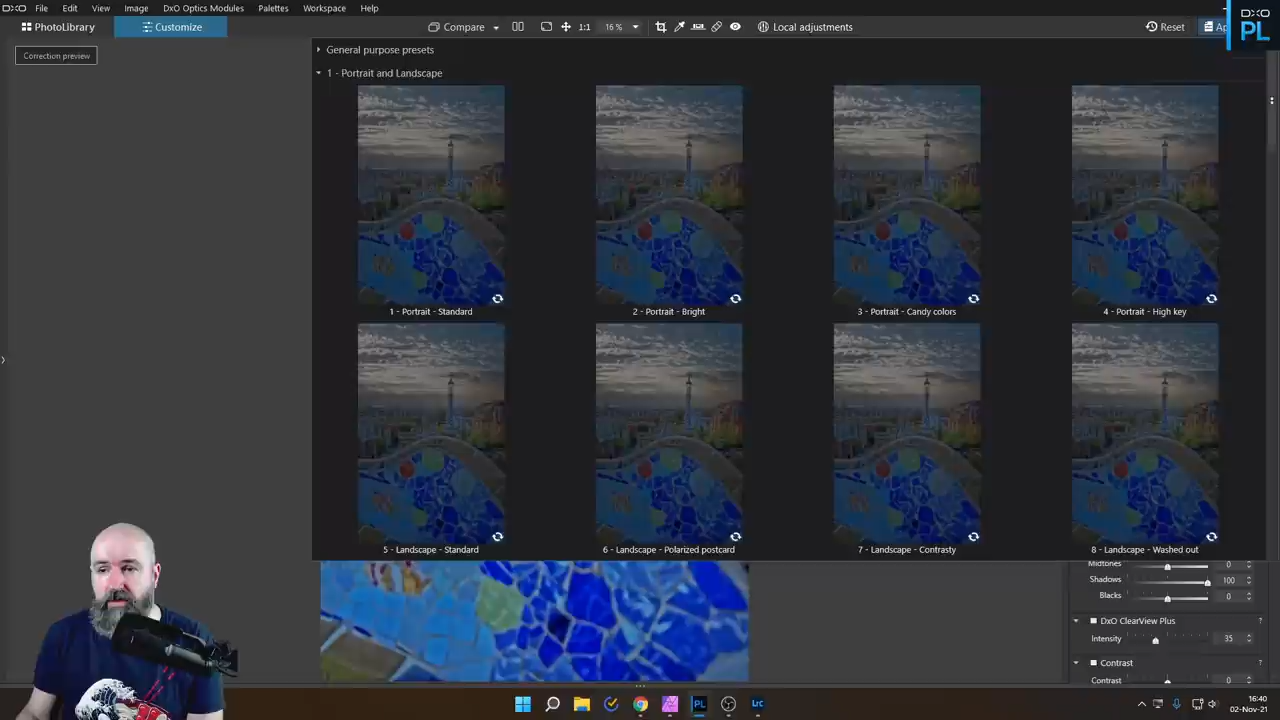 DXO File Edit View Image DxO Optics Modules Palettes Workspace Help
PhotoLibrary Customize Compare 1:1 16 % Local adjustments Reset
DXO
PL
Correction preview
General purpose presets
1 - Portrait and Landscape
1 - Portrait - Standard 2 - Portrait - Bright 3 - Portrait - Candy colors 4 - Portrait - High key
5 - Landscape - Standard 6 - Landscape - Polarized postcard 7 - Landscape - Contrasty 8 - Landscape - Washed out
Midtones 0
Shadows 100
Blacks 0
DxO ClearView Plus ?
Intensity 35
Contrast ?
Contrast 0
PL Lrc
16:40
02-Nov-21